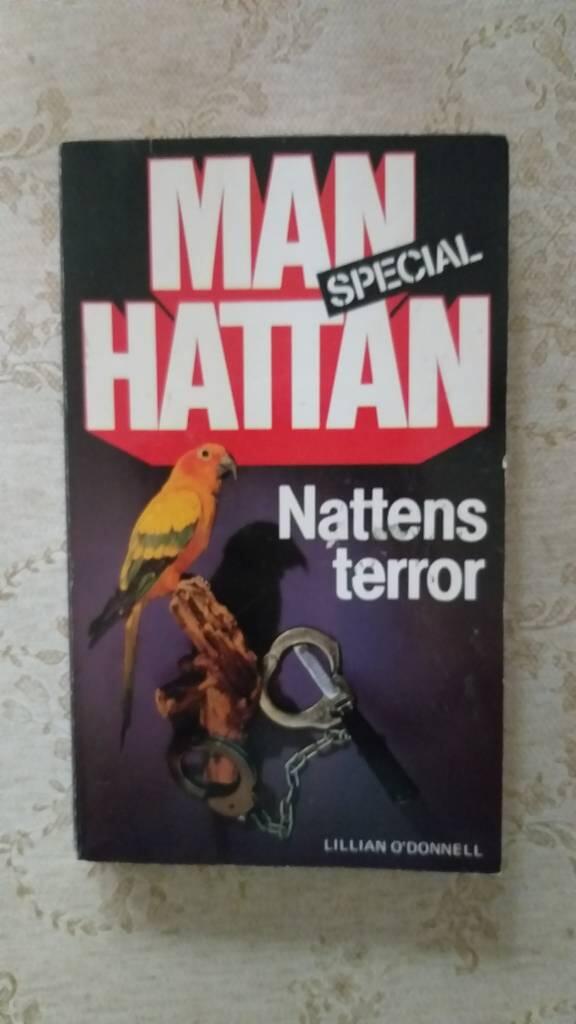 MAN
SPECIAL
HATTAN
Nattens
terror
LILLIAN O'DONNELL